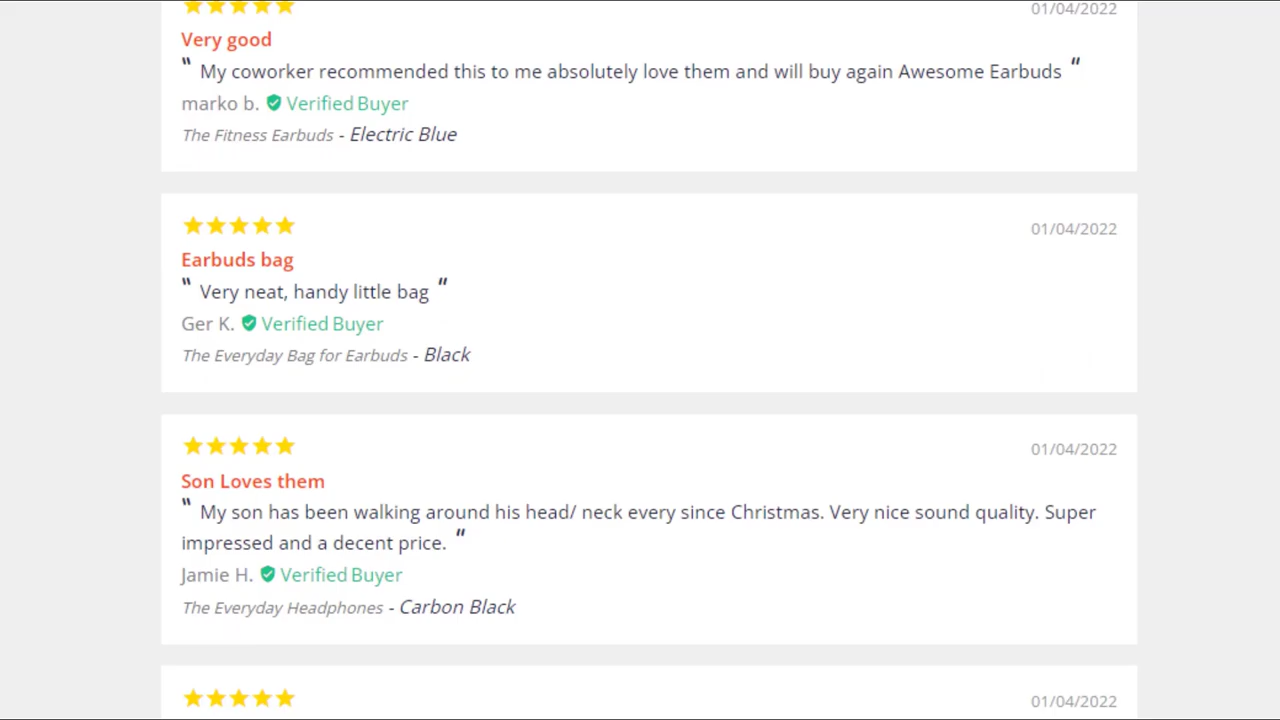 01/04/2022
Very good
" My coworker recommended this to me absolutely love them and will buy again Awesome Earbuds "
marko b. Verified Buyer
The Fitness Earbuds - Electric Blue
01/04/2022
Earbuds bag
" Very neat, handy little bag "
Ger K. Verified Buyer
The Everyday Bag for Earbuds - Black
01/04/2022
Son Loves them
" My son has been walking around his head/ neck every since Christmas. Very nice sound quality. Super
impressed and a decent price. "
Jamie H. Verified Buyer
The Everyday Headphones - Carbon Black
01/04/2022